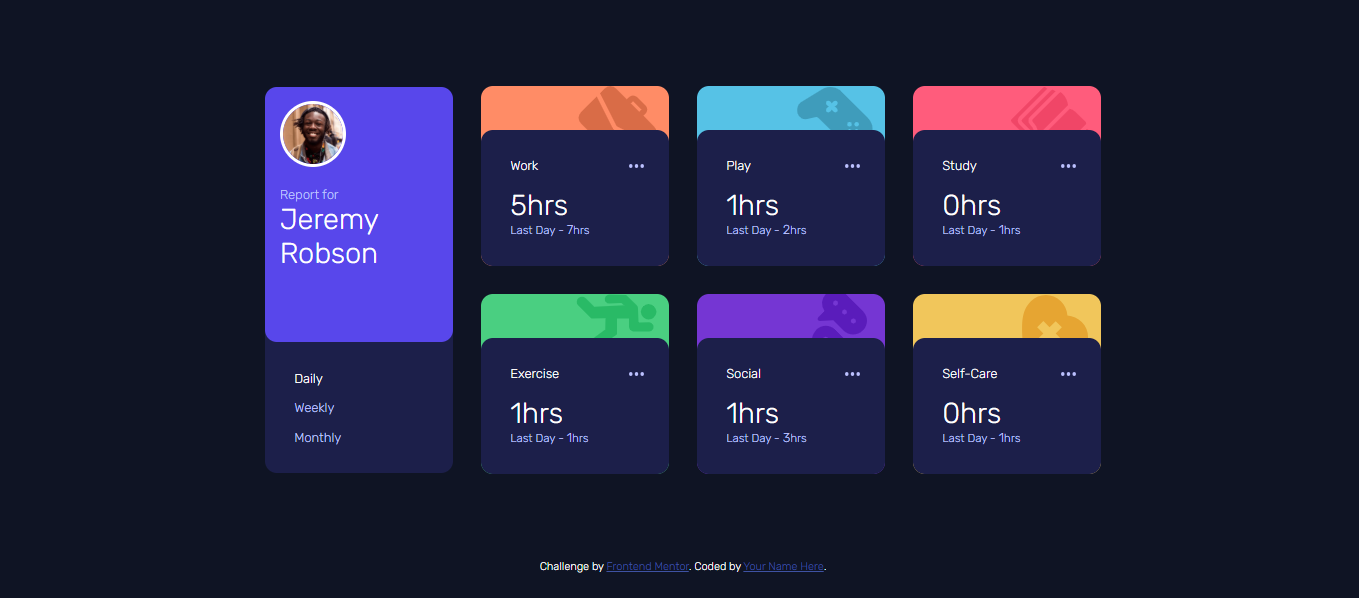 Report for
Jeremy
Robson
Daily
Weekly
Monthly
Work
5hrs
Last Day - 7hrs
Play
1hrs
Last Day - 2hrs
Study
0hrs
Last Day - 1hrs
Exercise
1hrs
Last Day - 1hrs
Social
1hrs
Last Day - 3hrs
Self-Care
0hrs
Last Day - 1hrs
Challenge by Frontend Mentor. Coded by Your Name Here.